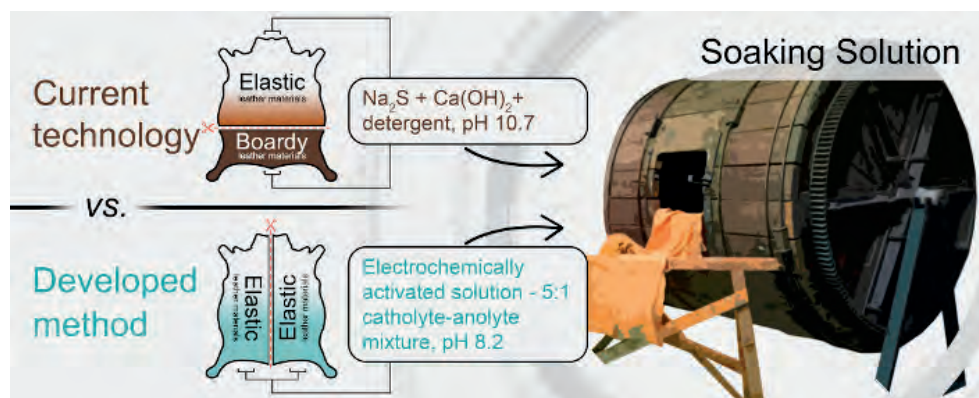 Soaking Solution
Current
technology
Elastic
leather materials
Boardy
leather materials
Na₂S + Ca(OH)₂+
detergent, pH 10.7
vs.
Developed
method
Elastic
leather materials
Elastic
leather materials
Electrochemically
activated solution - 5:1
catholyte-anolyte
mixture, pH 8.2